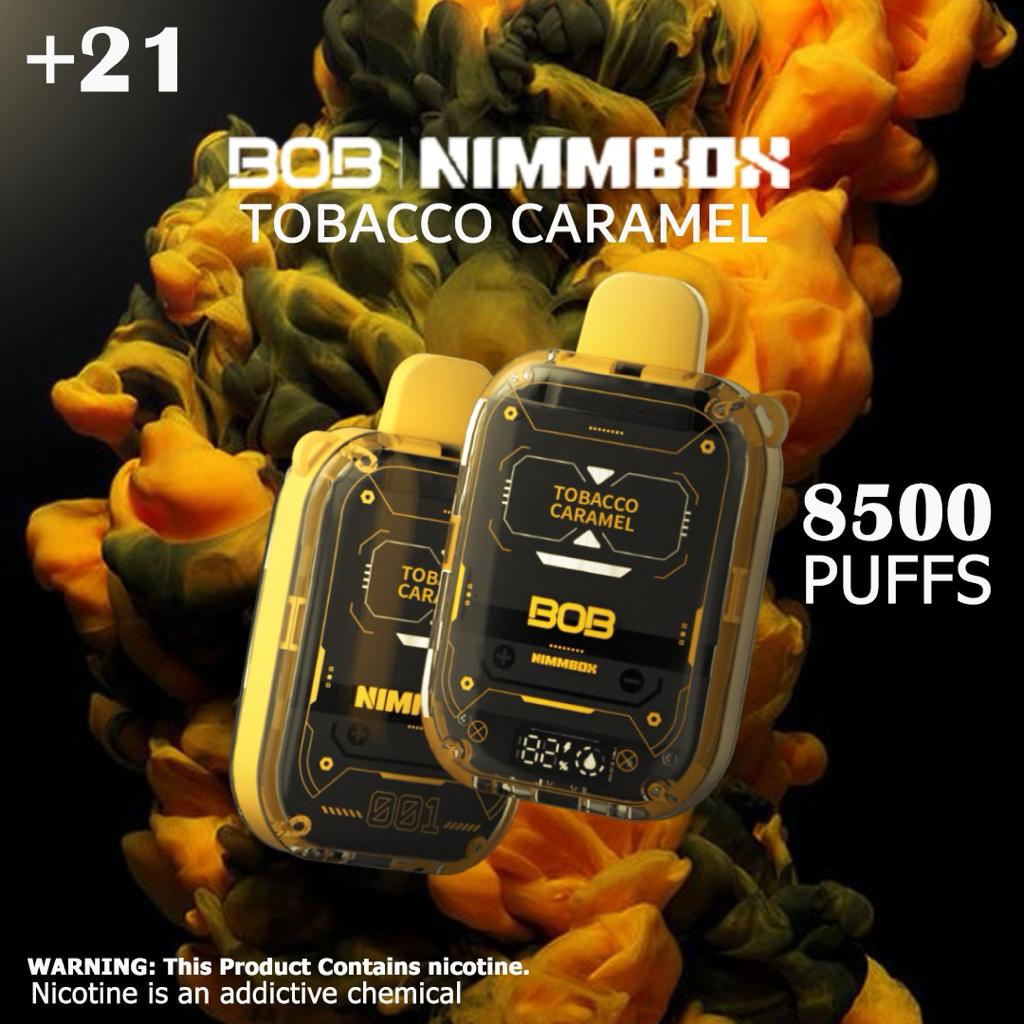 +21
BOB | NIMMBOX
TOBACCO CARAMEL
TOBACCO
CARAMEL
BOB
NIMMBOX
8500
PUFFS
001
WARNING: This Product Contains nicotine.
Nicotine is an addictive chemical